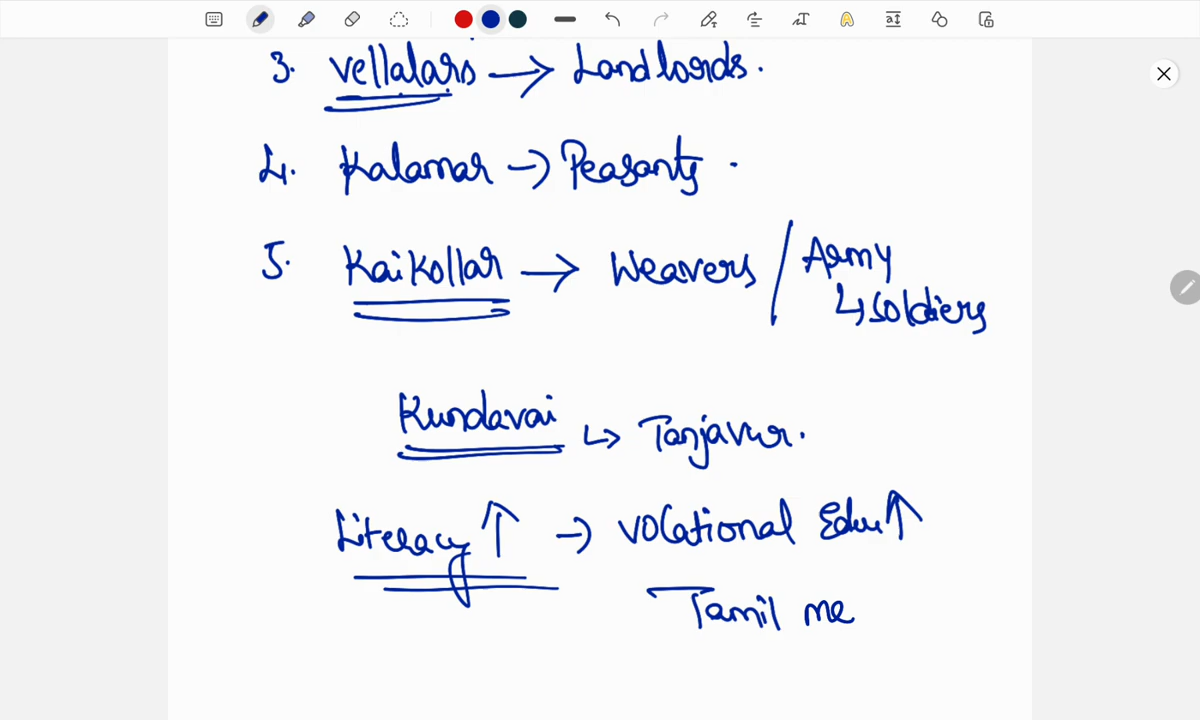 3. Vellalars → Landlords.
4. Kalamar → Peasants.
5. Kaikollar → Weavers / Army
↳ soldiers
Kundavai ↳ Tanjavur.
Literacy ↑ → Vocational Edu ↑
Tamil me